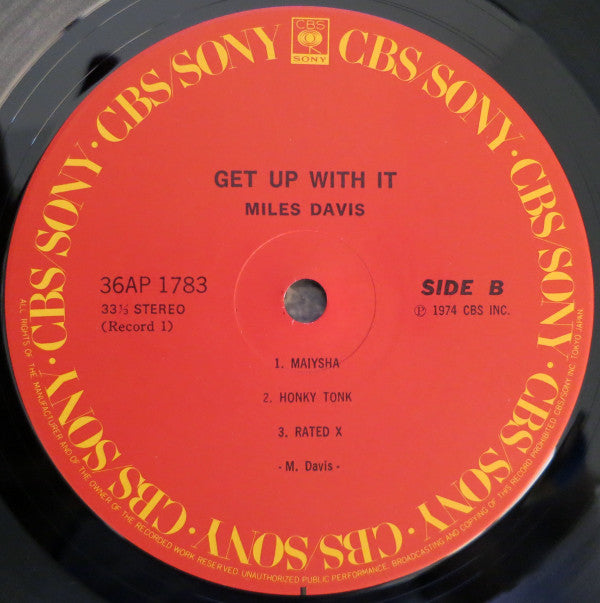 CBS
SONY
CBS/SONY · CBS/SONY · CBS/SONY · CBS/SONY · CBS/SONY · CBS/SONY · CBS/SONY · CBS/SONY
GET UP WITH IT
MILES DAVIS
36AP 1783
33⅓ STEREO
(Record 1)
SIDE B
Ⓟ 1974 CBS INC.
1. MAIYSHA
2. HONKY TONK
3. RATED X
- M. Davis -
ALL RIGHTS OF THE MANUFACTURER AND OF THE OWNER OF THE RECORDED WORK RESERVED. UNAUTHORIZED PUBLIC PERFORMANCE, BROADCASTING AND COPYING OF THIS RECORD PROHIBITED. CBS/SONY INC. TOKYO JAPAN